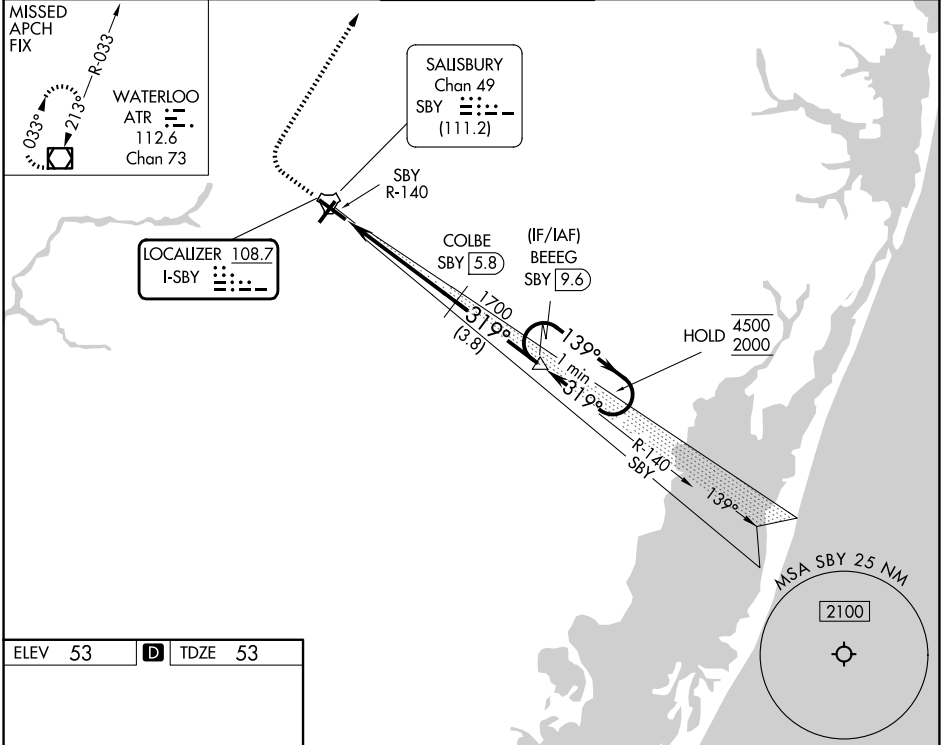 MISSED
APCH
FIX
R-033
213°
033°
WATERLOO
ATR
112.6
Chan 73
SALISBURY
Chan 49
SBY
(111.2)
SBY
R-140
LOCALIZER 108.7
I-SBY
COLBE
SBY 5.8
(IF/IAF)
BEEEG
SBY 9.6
1700
319°
(3.8)
139°
1 min
319°
HOLD 4500
2000
R-140
SBY
139°
MSA SBY 25 NM
2100
ELEV 53 D TDZE 53